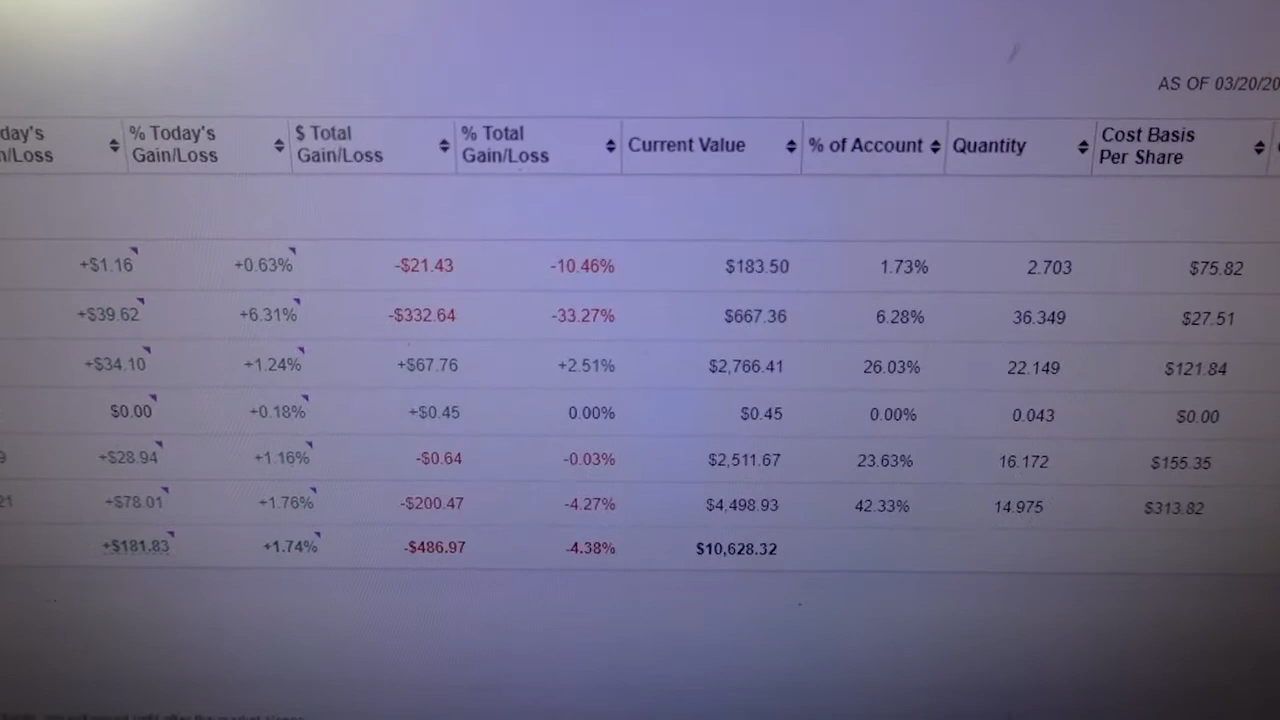 AS OF 03/20/20
day's % Today's $ Total % Total Cost Basis
n/Loss Gain/Loss Gain/Loss Gain/Loss Current Value % of Account Quantity Per Share
+$1.16 +0.63% -$21.43 -10.46% $183.50 1.73% 2.703 $75.82
+$39.62 +6.31% -$332.64 -33.27% $667.36 6.28% 36.349 $27.51
+$34.10 +1.24% +$67.76 +2.51% $2,766.41 26.03% 22.149 $121.84
$0.00 +0.18% +$0.45 0.00% $0.45 0.00% 0.043 $0.00
9 +$28.94 +1.16% -$0.64 -0.03% $2,511.67 23.63% 16.172 $155.35
21 +$78.01 +1.76% -$200.47 -4.27% $4,498.93 42.33% 14.975 $313.82
+$181.83 +1.74% -$486.97 -4.38% $10,628.32